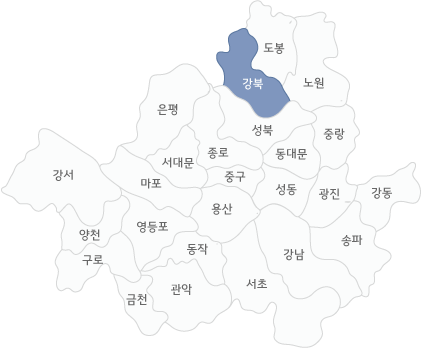 도봉
강북
노원
은평
성북
중랑
서대문
종로
동대문
강서
마포
중구
성동
광진
강동
용산
양천
영등포
동작
강남
송파
구로
금천
관악
서초